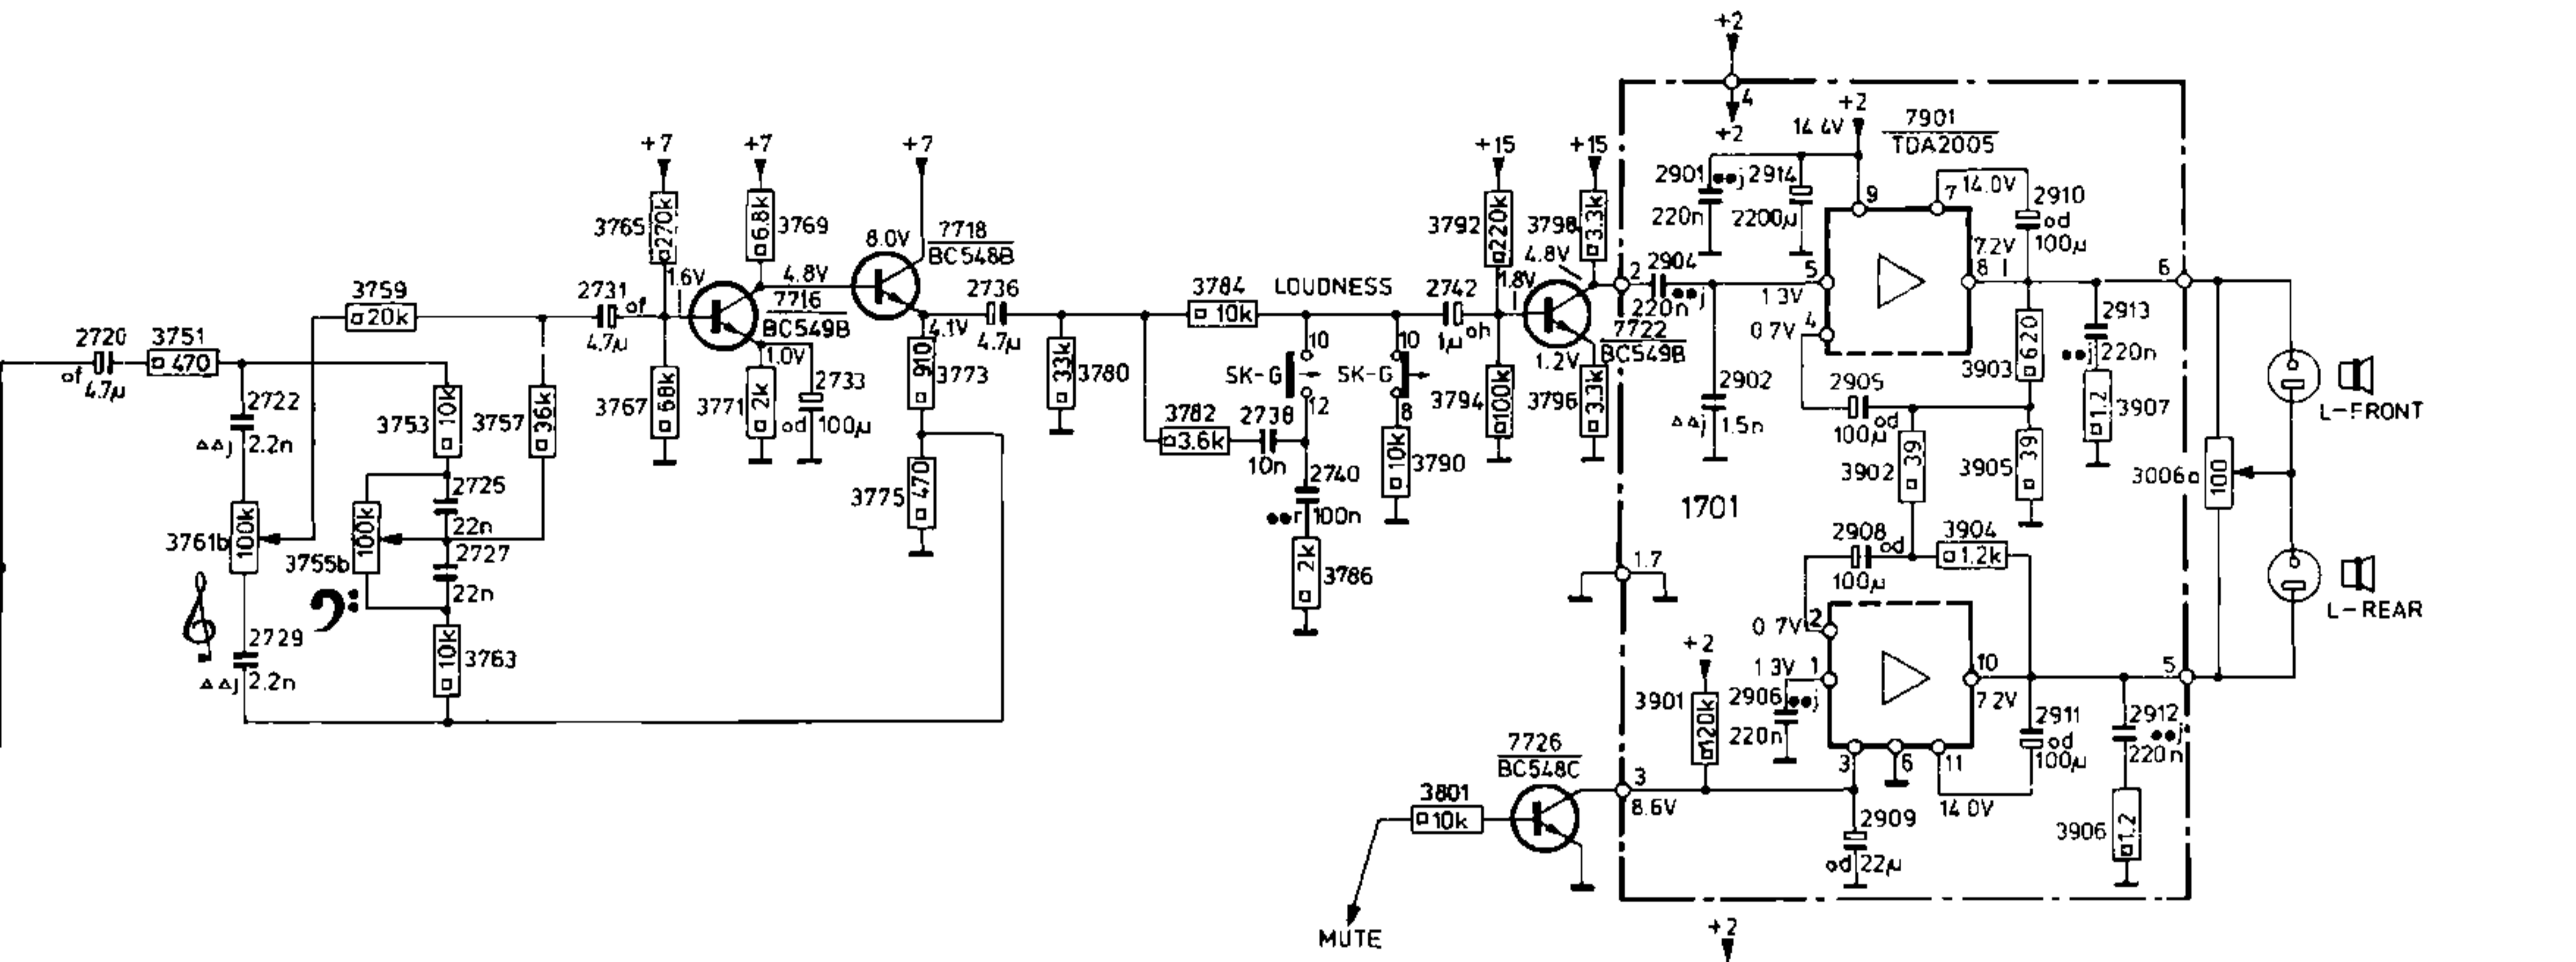 2720
of
4.7µ
3751
470
2722
2.2n
3761b
100k
2729
2.2n
3759
20k
3753
10k
3757
36k
2725
22n
2727
22n
3755b
100k
3763
10k
2731
of
4.7µ
+7
3765
270k
1.6V
3767
68k
+7
3769
6.8k
4.8V
7716
BC549B
1.0V
3771
2k
2733
od
100µ
+7
8.0V
7718
BC548B
4.1V
910
3773
3775
470
2736
4.7µ
33k
3780
3784
10k
LOUDNESS
10
SK-G
12
10
SK-G
8
3782
3.6k
2738
10n
2740
100n
2k
3786
10k
3790
2742
1µ
oh
+15
3792
220k
1.8V
3794
100k
+15
3798
3.3k
4.8V
7722
BC549B
1.2V
3796
3.3k
+2
4
+2
+2
14.4V
7901
TDA2005
2901
j
220n
2914
2200µ
9
7
14.0V
2910
od
100µ
2
2904
220n
j
5
1.3V
0.7V
4
7.2V
8
2902
j
1.5n
2905
100µ
od
3903
620
3902
39
3905
39
2913
j
220n
1.2
3907
6
3006a
100
L-FRONT
L-REAR
1701
1.7
2908
od
100µ
3904
1.2k
0.7V
2
1.3V
1
10
7.2V
5
+2
3901
120k
2906
j
220n
3
6
11
14.0V
2911
od
100µ
2912
j
220n
3906
1.2
7726
BC548C
3
8.6V
2909
od
22µ
3801
10k
MUTE
+2